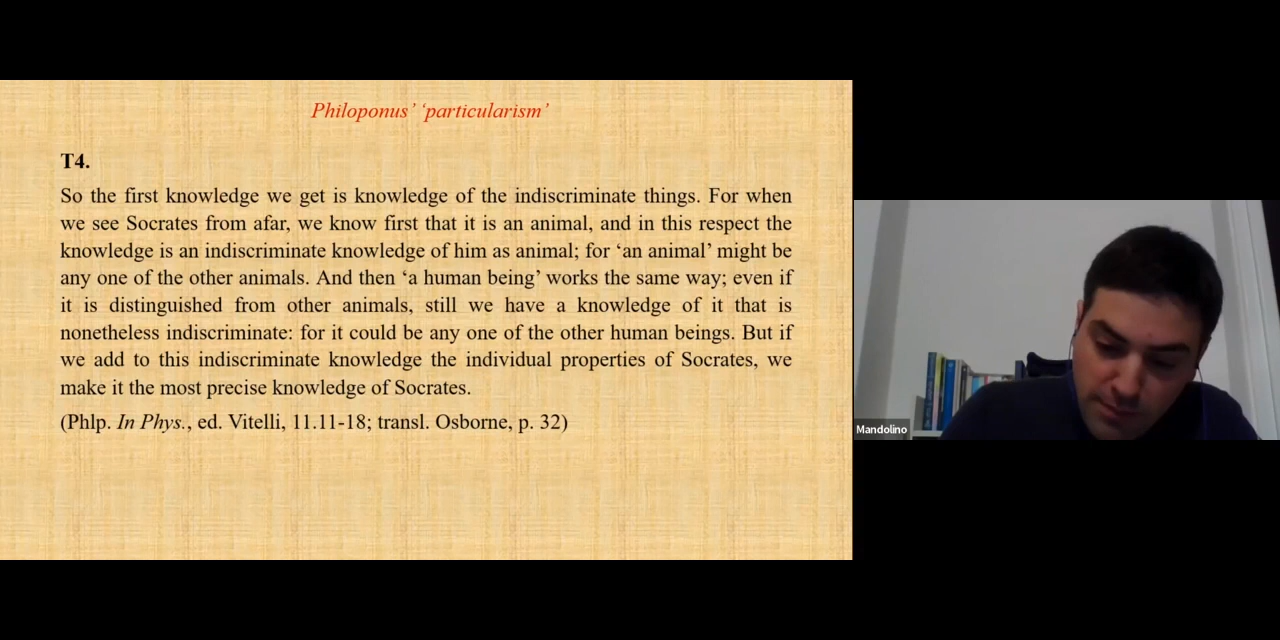 Philoponus’ ‘particularism’
T4.
So the first knowledge we get is knowledge of the indiscriminate things. For when
we see Socrates from afar, we know first that it is an animal, and in this respect the
knowledge is an indiscriminate knowledge of him as animal; for ‘an animal’ might be
any one of the other animals. And then ‘a human being’ works the same way; even if
it is distinguished from other animals, still we have a knowledge of it that is
nonetheless indiscriminate: for it could be any one of the other human beings. But if
we add to this indiscriminate knowledge the individual properties of Socrates, we
make it the most precise knowledge of Socrates.
(Phlp. In Phys., ed. Vitelli, 11.11-18; transl. Osborne, p. 32)
Mandolino